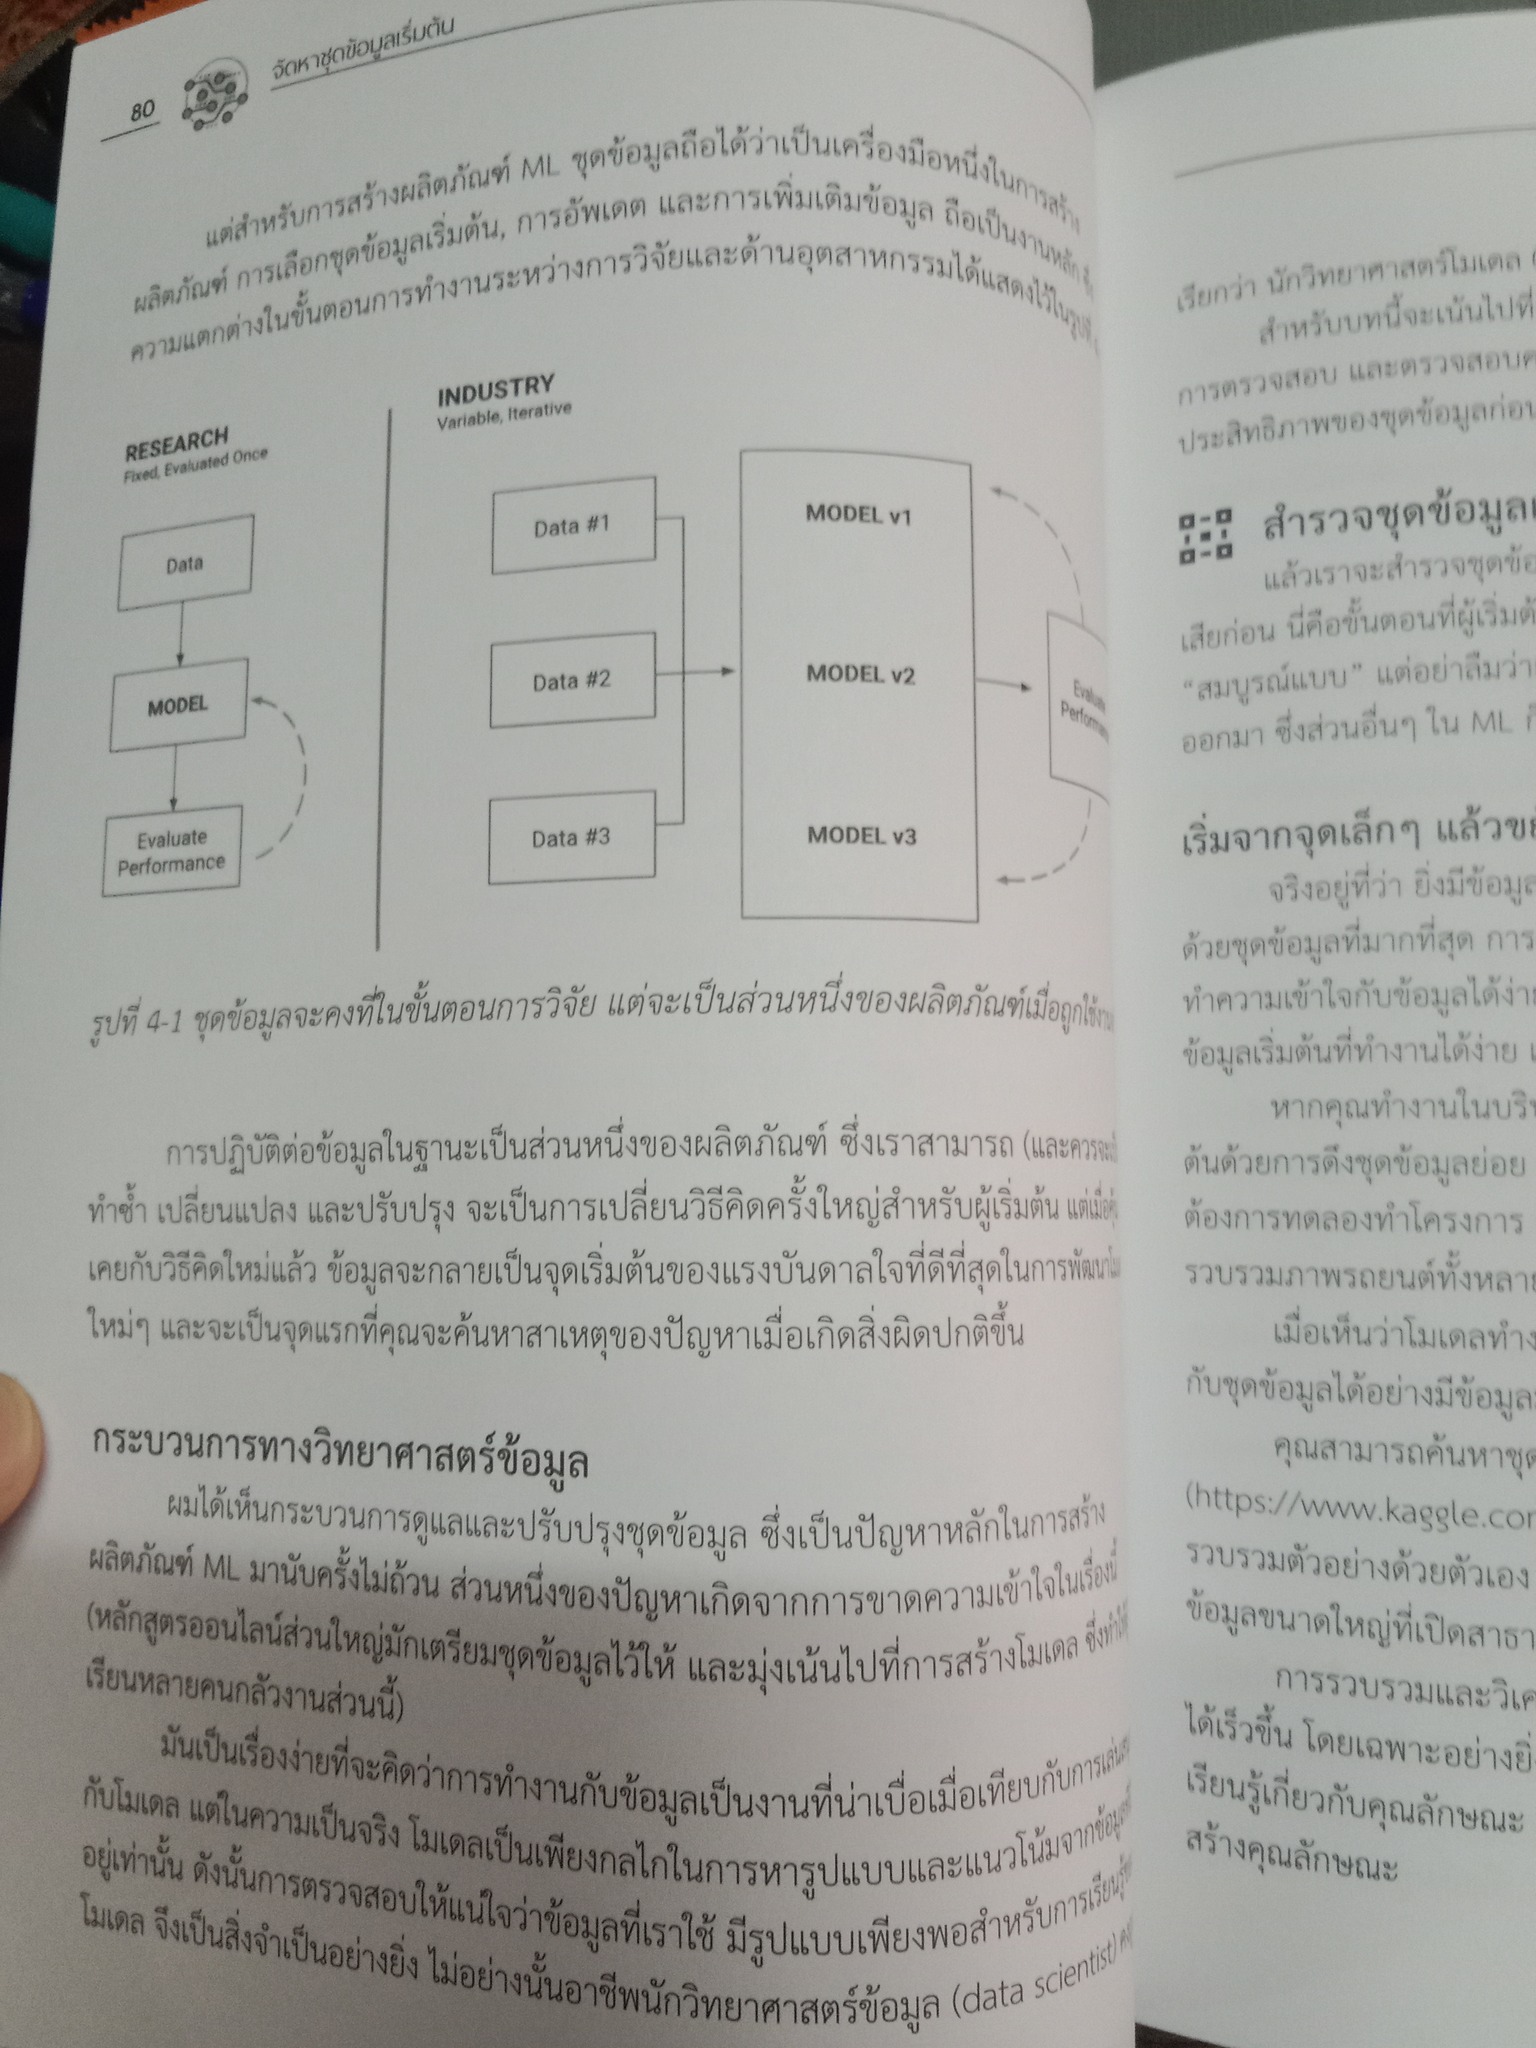 80
จัดหาชุดข้อมูลเริ่มต้น
แต่สำหรับการสร้างผลิตภัณฑ์ ML ชุดข้อมูลถือได้ว่าเป็นเครื่องมือหนึ่งในการสร้าง
ผลิตภัณฑ์ การเลือกชุดข้อมูลเริ่มต้น, การอัพเดต และการเพิ่มเติมข้อมูล ถือเป็นงานหลัก
ความแตกต่างในขั้นตอนการทำงานระหว่างการวิจัยและด้านอุตสาหกรรมได้แสดงไว้ในรูปที่
RESEARCH
Fixed, Evaluated Once
Data
MODEL
Evaluate
Performance
INDUSTRY
Variable, Iterative
Data #1
Data #2
Data #3
MODEL v1
MODEL v2
MODEL v3
รูปที่ 4-1 ชุดข้อมูลจะคงที่ในขั้นตอนการวิจัย แต่จะเป็นส่วนหนึ่งของผลิตภัณฑ์เมื่อถูกใช้งาน
การปฏิบัติต่อข้อมูลในฐานะเป็นส่วนหนึ่งของผลิตภัณฑ์ ซึ่งเราสามารถ (และควรจะ
ทำซ้ำ เปลี่ยนแปลง และปรับปรุง จะเป็นการเปลี่ยนวิธีคิดครั้งใหญ่สำหรับผู้เริ่มต้น แต่เมื่อ
เคยกับวิธีคิดใหม่แล้ว ข้อมูลจะกลายเป็นจุดเริ่มต้นของแรงบันดาลใจที่ดีที่สุดในการพัฒนา
ใหม่ๆ และจะเป็นจุดแรกที่คุณจะค้นหาสาเหตุของปัญหาเมื่อเกิดสิ่งผิดปกติขึ้น
กระบวนการทางวิทยาศาสตร์ข้อมูล
ผมได้เห็นกระบวนการดูแลและปรับปรุงชุดข้อมูล ซึ่งเป็นปัญหาหลักในการสร้าง
ผลิตภัณฑ์ ML มานับครั้งไม่ถ้วน ส่วนหนึ่งของปัญหาเกิดจากการขาดความเข้าใจในเรื่องนี้
(หลักสูตรออนไลน์ส่วนใหญ่มักเตรียมชุดข้อมูลไว้ให้ และมุ่งเน้นไปที่การสร้างโมเดล
เรียนหลายคนกลัวงานส่วนนี้)
มันเป็นเรื่องง่ายที่จะคิดว่าการทำงานกับข้อมูลเป็นงานที่น่าเบื่อเมื่อเทียบกับการเล่น
กับโมเดล แต่ในความเป็นจริง โมเดลเป็นเพียงกลไกในการหารูปแบบและแนวโน้มจากข้อมูล
อยู่เท่านั้น ดังนั้นการตรวจสอบให้แน่ใจว่าข้อมูลที่เราใช้ มีรูปแบบเพียงพอสำหรับการเรียนรู้
โมเดล จึงเป็นสิ่งจำเป็นอย่างยิ่ง ไม่อย่างนั้นอาชีพนักวิทยาศาสตร์ข้อมูล (data scientist)
เรียกว่า นักวิทยาศาสตร์โมเดล (
สำหรับบทนี้จะเน้นไปที่
การตรวจสอบ และตรวจสอบ
ประสิทธิภาพของชุดข้อมูลก่อน
สำรวจชุดข้อมูล
แล้วเราจะสำรวจชุดข้อ
เสียก่อน นี่คือขั้นตอนที่ผู้เริ่มต้
“สมบูรณ์แบบ” แต่อย่าลืมว่า
ออกมา ซึ่งส่วนอื่นๆ ใน ML
เริ่มจากจุดเล็กๆ แล้ว
จริงอยู่ที่ว่า ยิ่งมีข้อมูล
ด้วยชุดข้อมูลที่มากที่สุด การ
ทำความเข้าใจกับข้อมูลได้ง่าย
ข้อมูลเริ่มต้นที่ทำงานได้ง่าย
หากคุณทำงานในบริษ
ต้นด้วยการดึงชุดข้อมูลย่อย
ต้องการทดลองทำโครงการ
รวบรวมภาพรถยนต์ทั้งหลาย
เมื่อเห็นว่าโมเดลทำง
กับชุดข้อมูลได้อย่างมีข้อมูล
คุณสามารถค้นหาชุด
(https://www.kaggle.cor
รวบรวมตัวอย่างด้วยตัวเอง
ข้อมูลขนาดใหญ่ที่เปิดสาธา
การรวบรวมและวิเค
ได้เร็วขึ้น โดยเฉพาะอย่างยิ่
เรียนรู้เกี่ยวกับคุณลักษณะ
สร้างคุณลักษณะ